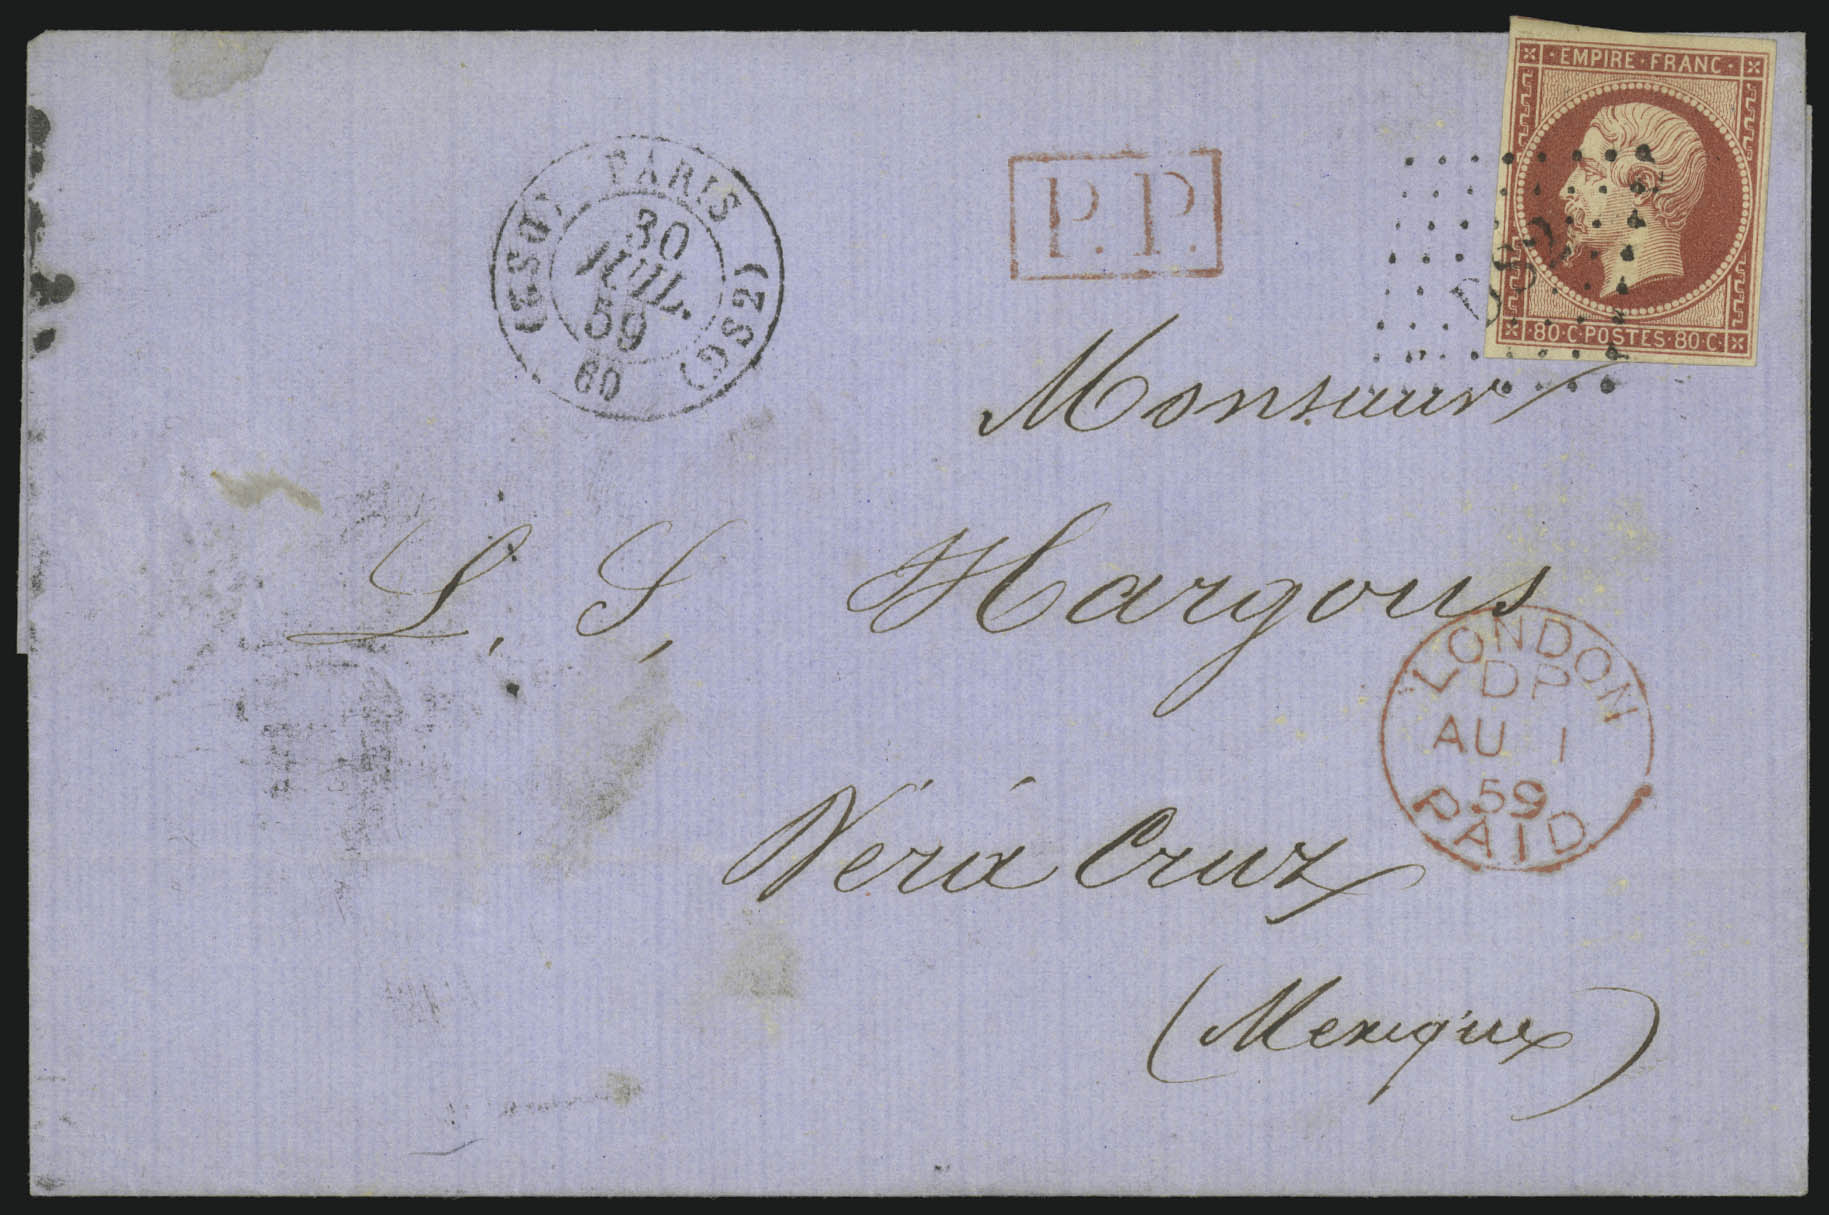 · EMPIRE · FRANC ·
80 · C · POSTES · 80 · C ·
PARIS
30
JUIL.
59
60
P. P.
DS2
Monsieur
L. S. Hargous
Vera Cruz
(Mexique)
LONDON
DP
AU 1
59
PAID